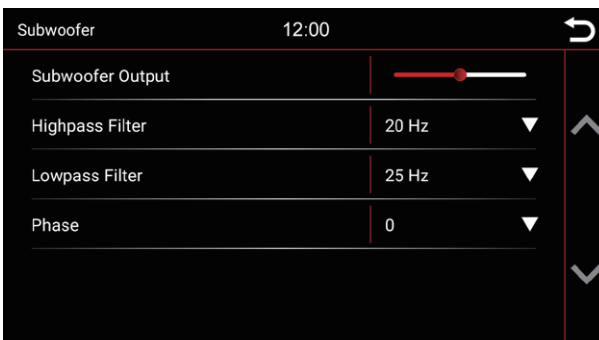 Subwoofer 12:00
Subwoofer Output
Highpass Filter 20 Hz
Lowpass Filter 25 Hz
Phase 0